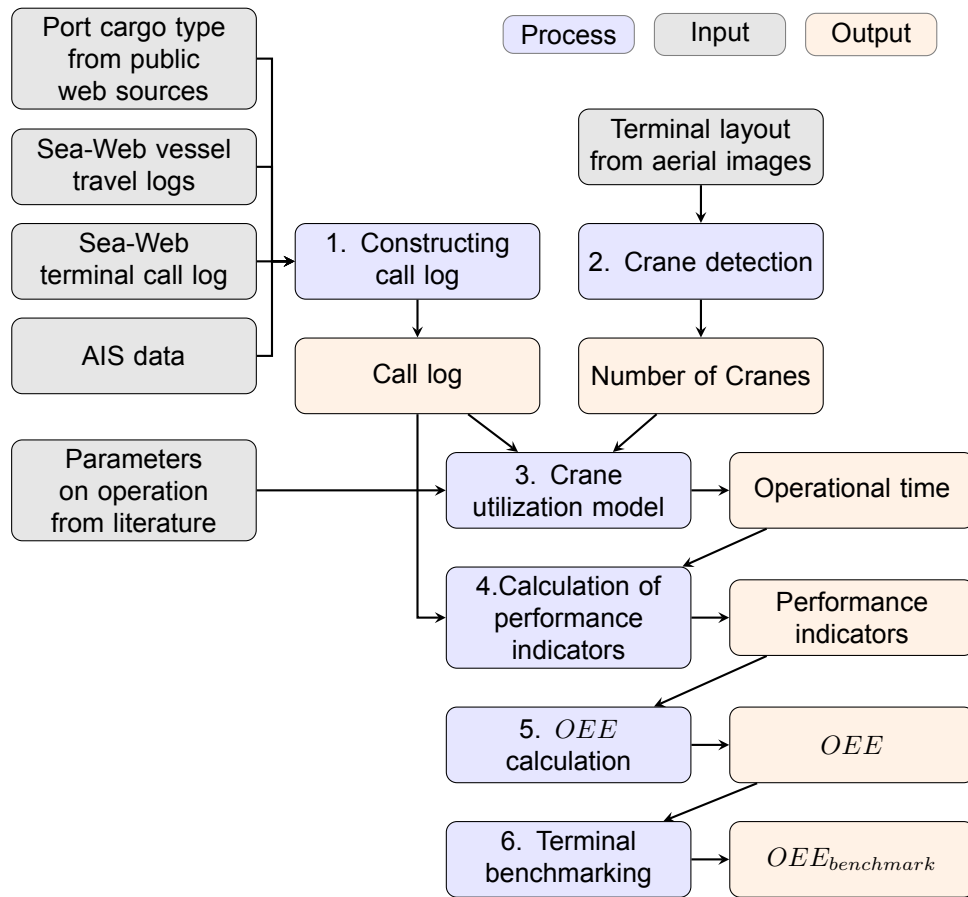 Port cargo type
from public
web sources
Process
Input
Output
Sea-Web vessel
travel logs
Terminal layout
from aerial images
Sea-Web
terminal call log
1. Constructing
call log
2. Crane detection
AIS data
Call log
Number of Cranes
Parameters
on operation
from literature
3. Crane
utilization model
Operational time
4.Calculation of
performance
indicators
Performance
indicators
5. OEE
calculation
OEE
6. Terminal
benchmarking
OEE_{benchmark}